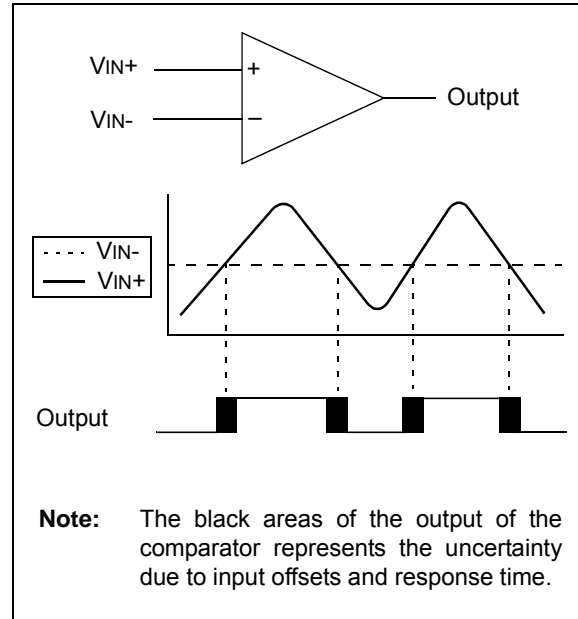 VIN+
+
Output
VIN-
–
VIN-
VIN+
Output
Note: The black areas of the output of the
comparator represents the uncertainty
due to input offsets and response time.